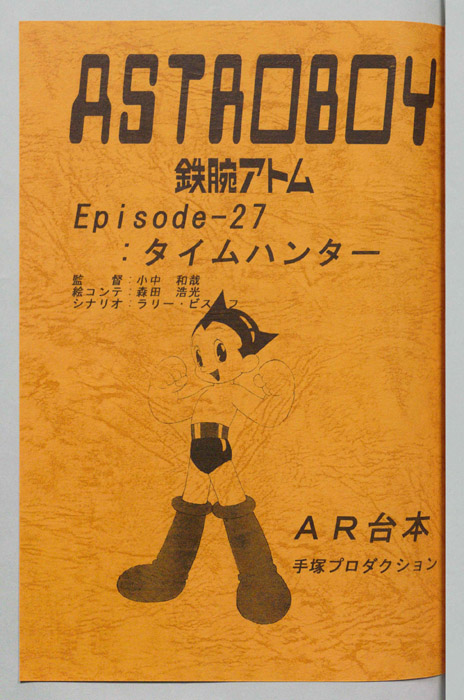 ASTROBOY
鉄腕アトム
Episode-27
:タイムハンター
監　督:小中　和哉
絵コンテ:森田　浩光
シナリオ:ラリー・ビス フ
AR台本
手塚プロダクション